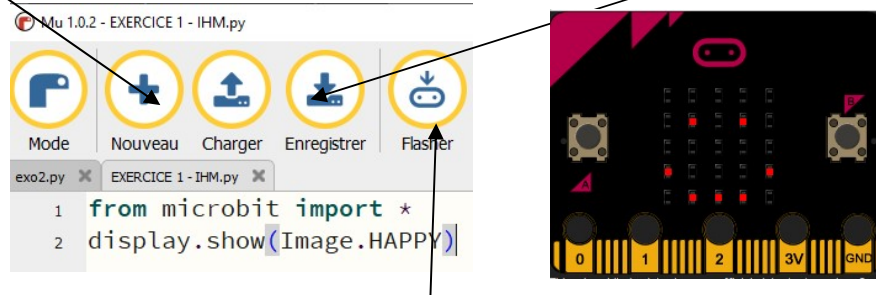 Mu 1.0.2 - EXERCICE 1 - IHM.py
Mode Nouveau Charger Enregistrer Flasher
exo2.py EXERCICE 1 - IHM.py
1 from microbit import *
2 display.show(Image.HAPPY)
B
A
0 1 2 3V GND